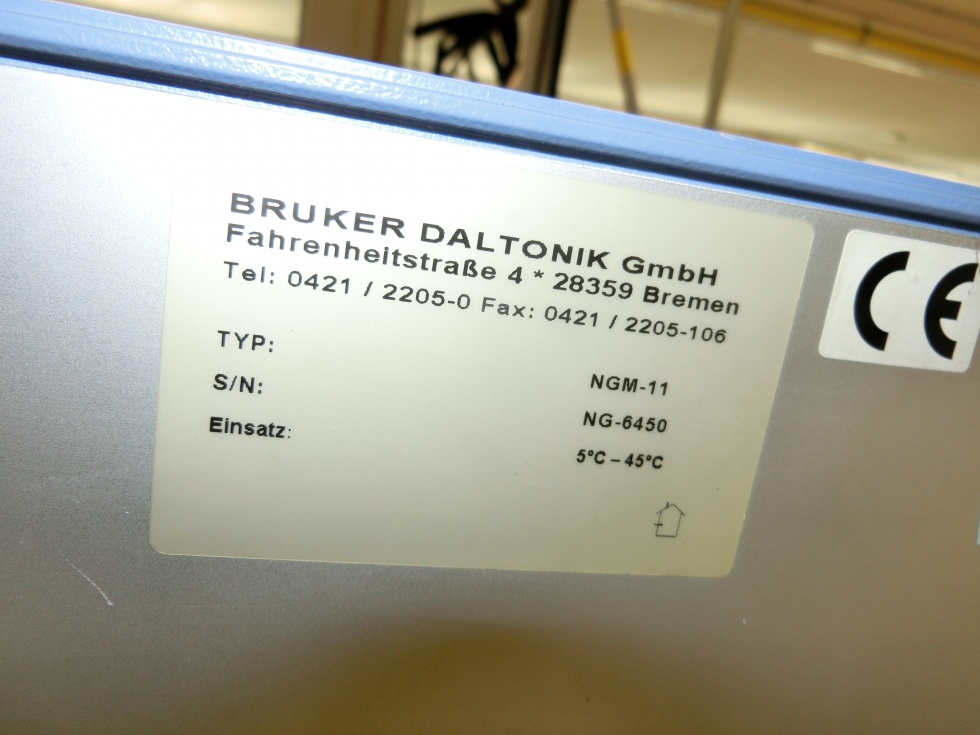 BRUKER DALTONIK GmbH
Fahrenheitstraße 4 * 28359 Bremen
Tel: 0421 / 2205-0 Fax: 0421 / 2205-106
TYP: NGM-11
S/N: NG-6450
Einsatz: 5°C – 45°C
CE